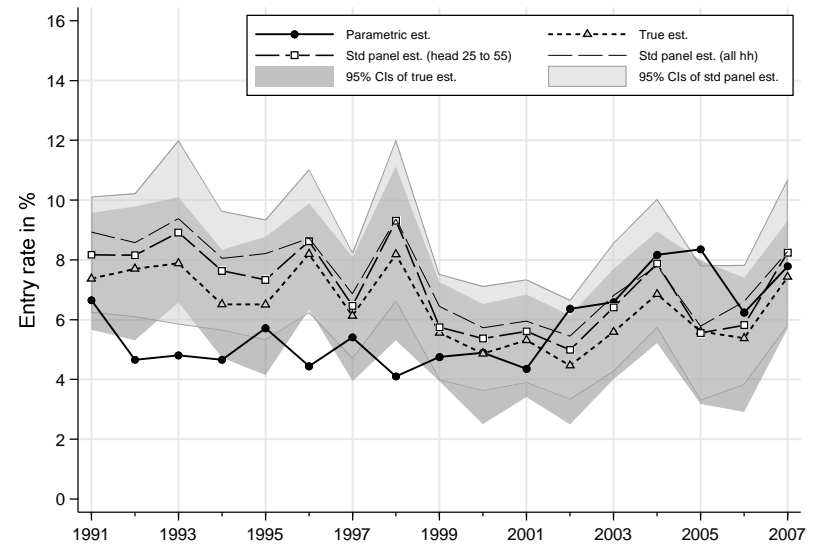 Parametric est.
True est.
Std panel est. (head 25 to 55)
Std panel est. (all hh)
95% CIs of true est.
95% CIs of std panel est.
Entry rate in %
16
14
12
10
8
6
4
2
0
1991 1993 1995 1997 1999 2001 2003 2005 2007